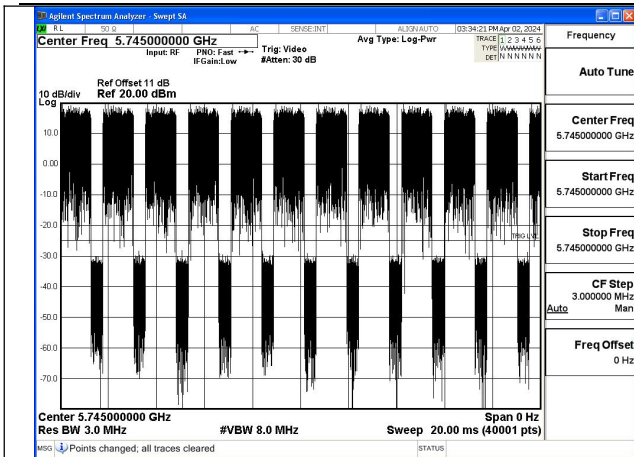 Agilent Spectrum Analyzer - Swept SA
RL 50 Ω AC SENSE:INT ALIGN AUTO 03:34:21 PM Apr 02, 2024
Center Freq 5.745000000 GHz
Input: RF PNO: Fast Trig: Video Avg Type: Log-Pwr TRACE 1 2 3 4 5 6
IFGain:Low #Atten: 30 dB TYPE
DET N N N N N N
Ref Offset 11 dB
10 dB/div Ref 20.00 dBm
Log
10.0
0.00
-10.0
-20.0
-30.0
-40.0
-50.0
-60.0
-70.0
TRIG LVL
Center 5.745000000 GHz Span 0 Hz
Res BW 3.0 MHz #VBW 8.0 MHz Sweep 20.00 ms (40001 pts)
MSG Points changed; all traces cleared STATUS
Frequency
Auto Tune
Center Freq
5.745000000 GHz
Start Freq
5.745000000 GHz
Stop Freq
5.745000000 GHz
CF Step
3.000000 MHz
Auto Man
Freq Offset
0 Hz